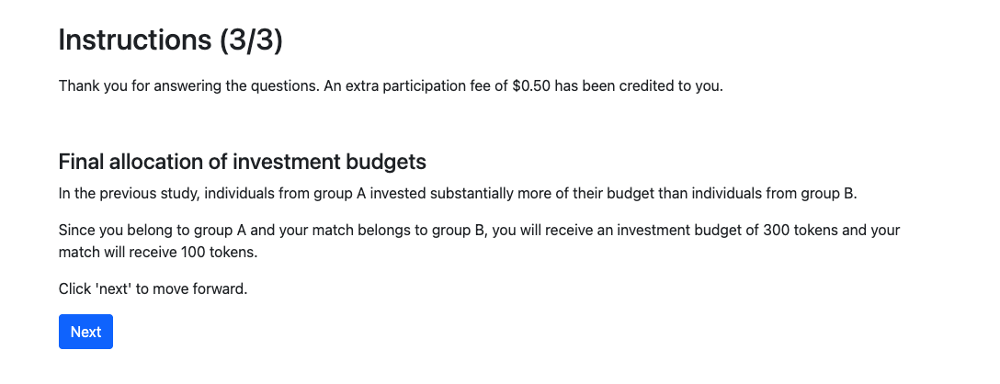 Instructions (3/3)
Thank you for answering the questions. An extra participation fee of $0.50 has been credited to you.
Final allocation of investment budgets
In the previous study, individuals from group A invested substantially more of their budget than individuals from group B.
Since you belong to group A and your match belongs to group B, you will receive an investment budget of 300 tokens and your
match will receive 100 tokens.
Click 'next' to move forward.
Next